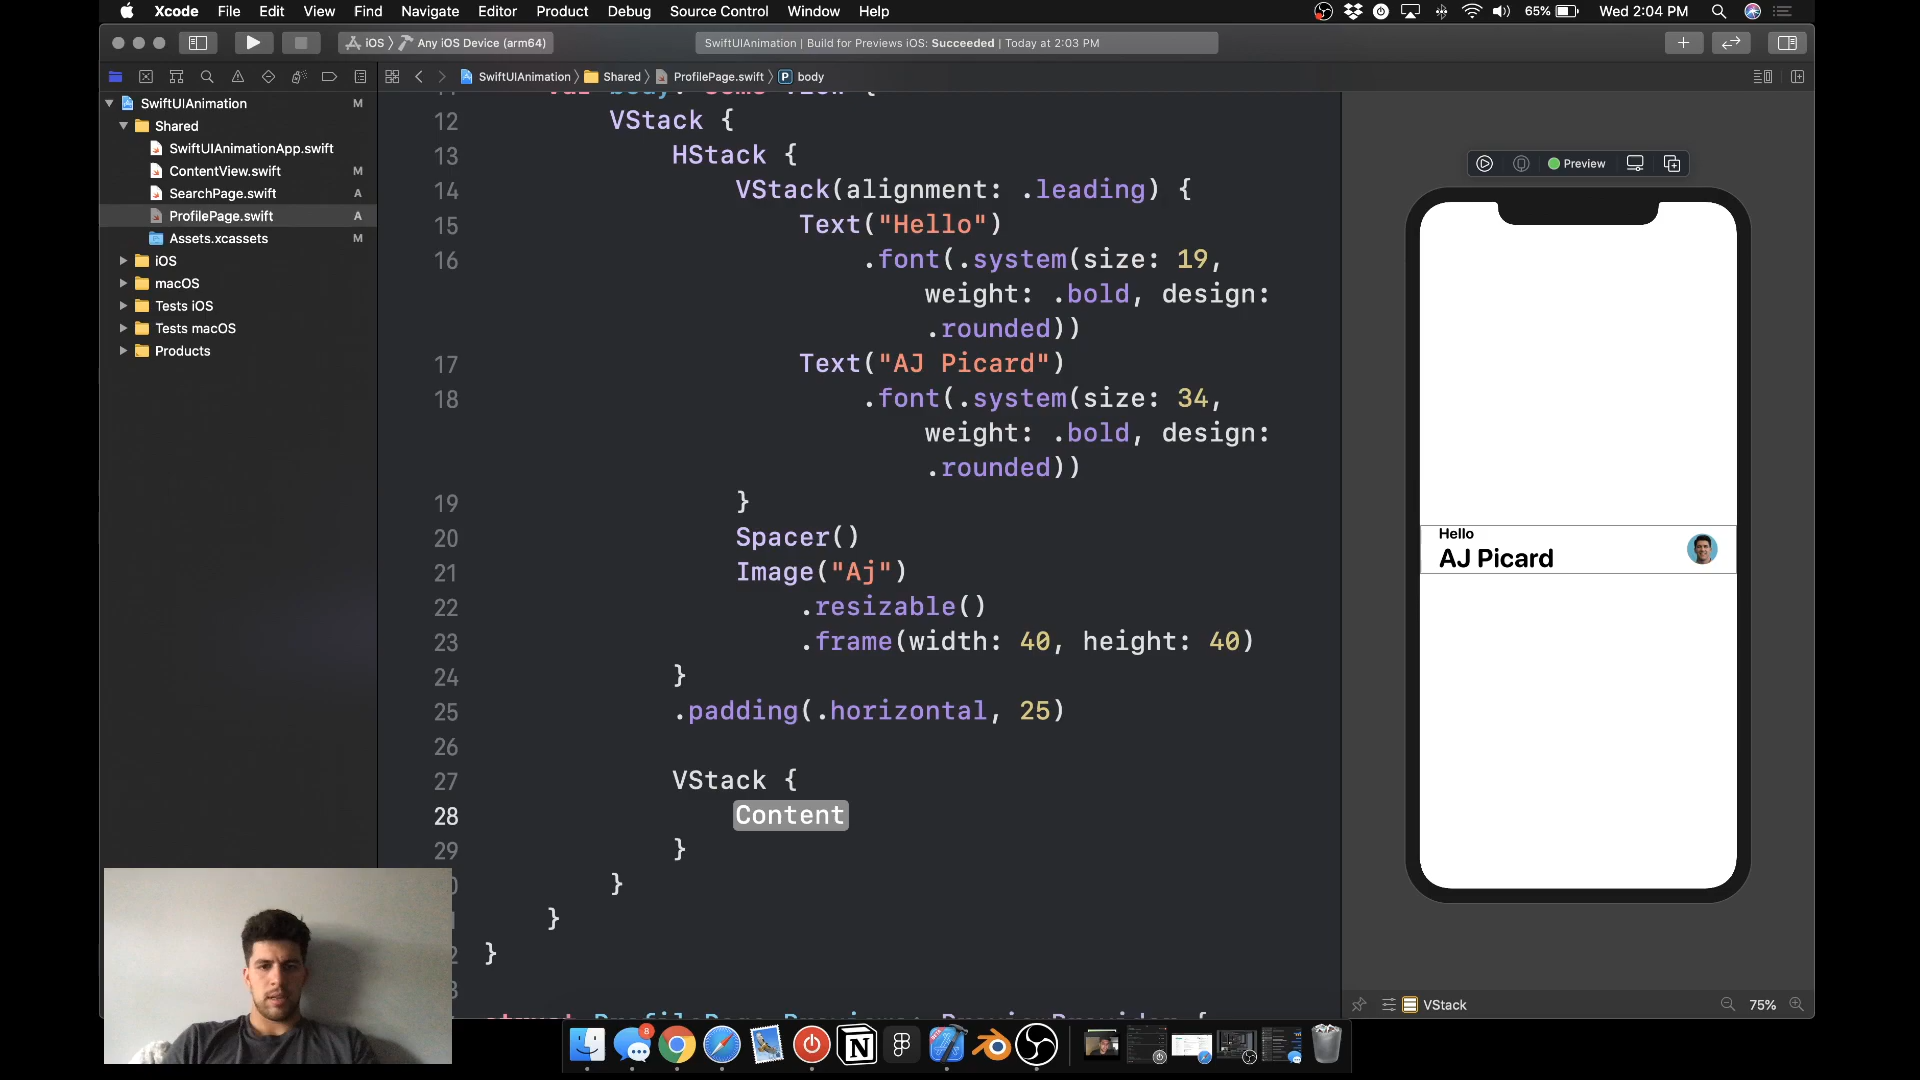 Xcode File Edit View Find Navigate Editor Product Debug Source Control Window Help 65% Wed 2:04 PM
iOS Any iOS Device (arm64) SwiftUIAnimation | Build for Previews iOS: Succeeded | Today at 2:03 PM
SwiftUIAnimation Shared ProfilePage.swift P body
SwiftUIAnimation M
Shared
SwiftUIAnimationApp.swift
ContentView.swift M
SearchPage.swift A
ProfilePage.swift A
Assets.xcassets M
iOS
macOS
Tests iOS
Tests macOS
Products
12 VStack {
13 HStack {
14 VStack(alignment: .leading) {
15 Text("Hello")
16 .font(.system(size: 19,
weight: .bold, design:
.rounded))
17 Text("AJ Picard")
18 .font(.system(size: 34,
weight: .bold, design:
.rounded))
19 }
20 Spacer()
21 Image("Aj")
22 .resizable()
23 .frame(width: 40, height: 40)
24 }
25 .padding(.horizontal, 25)
26
27 VStack {
28 Content
29 }
}
}
}
Preview
Hello
AJ Picard
VStack 75%
8
N